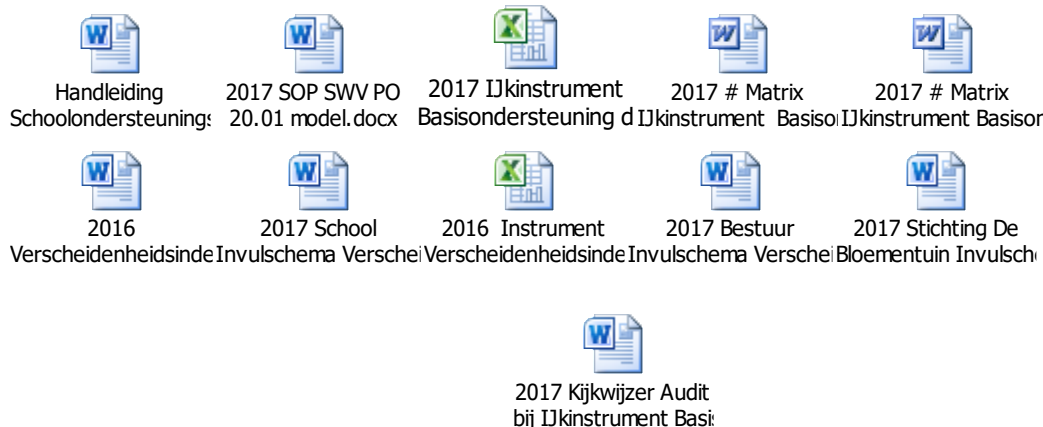 Handleiding
Schoolondersteunings
2017 SOP SWV PO
20.01 model.docx
2017 IJkinstrument
Basisondersteuning d
2017 # Matrix
IJkinstrument Basiso
2017 # Matrix
IJkinstrument Basison
2016
Verscheidenheidsinde
2017 School
Invulschema Verschei
2016 Instrument
Verscheidenheidsinde
2017 Bestuur
Invulschema Verschei
2017 Stichting De
Bloementuin Invulsch
2017 Kijkwijzer Audit
bij IJkinstrument Basis